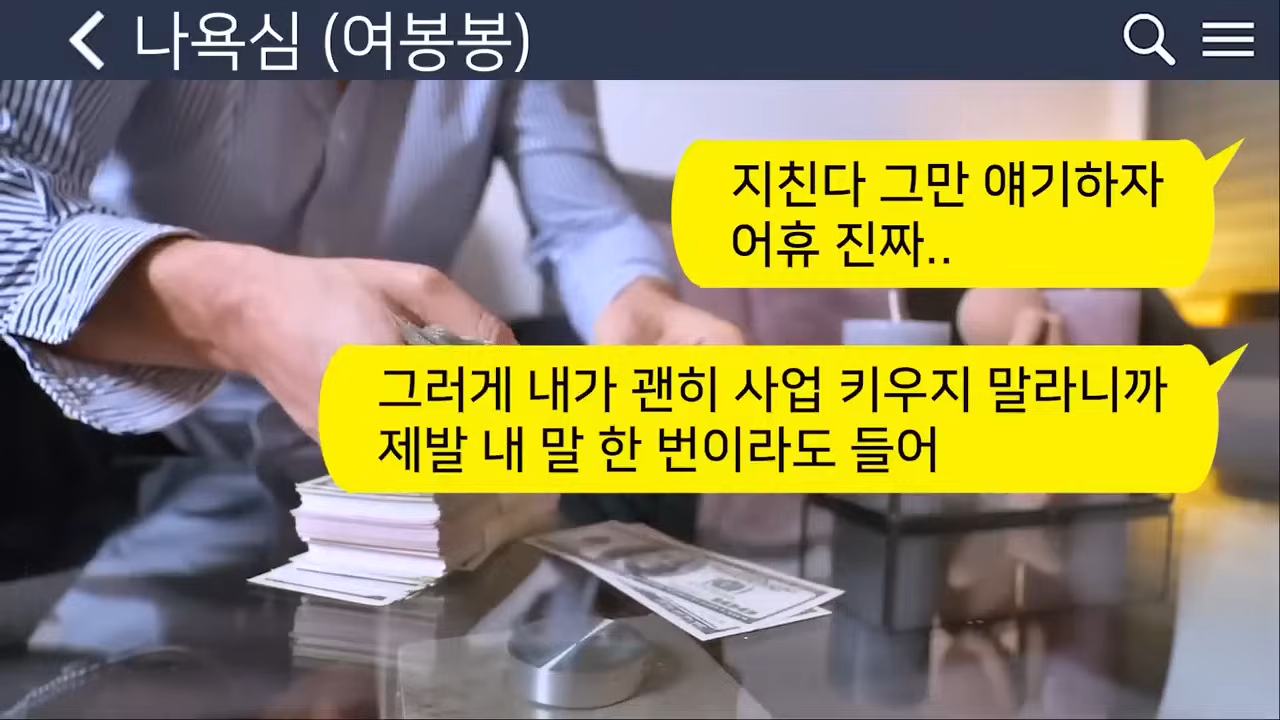 나욕심 (여봉봉)
지친다 그만 얘기하자
어휴 진짜..
그러게 내가 괜히 사업 키우지 말라니까
제발 내 말 한 번이라도 들어